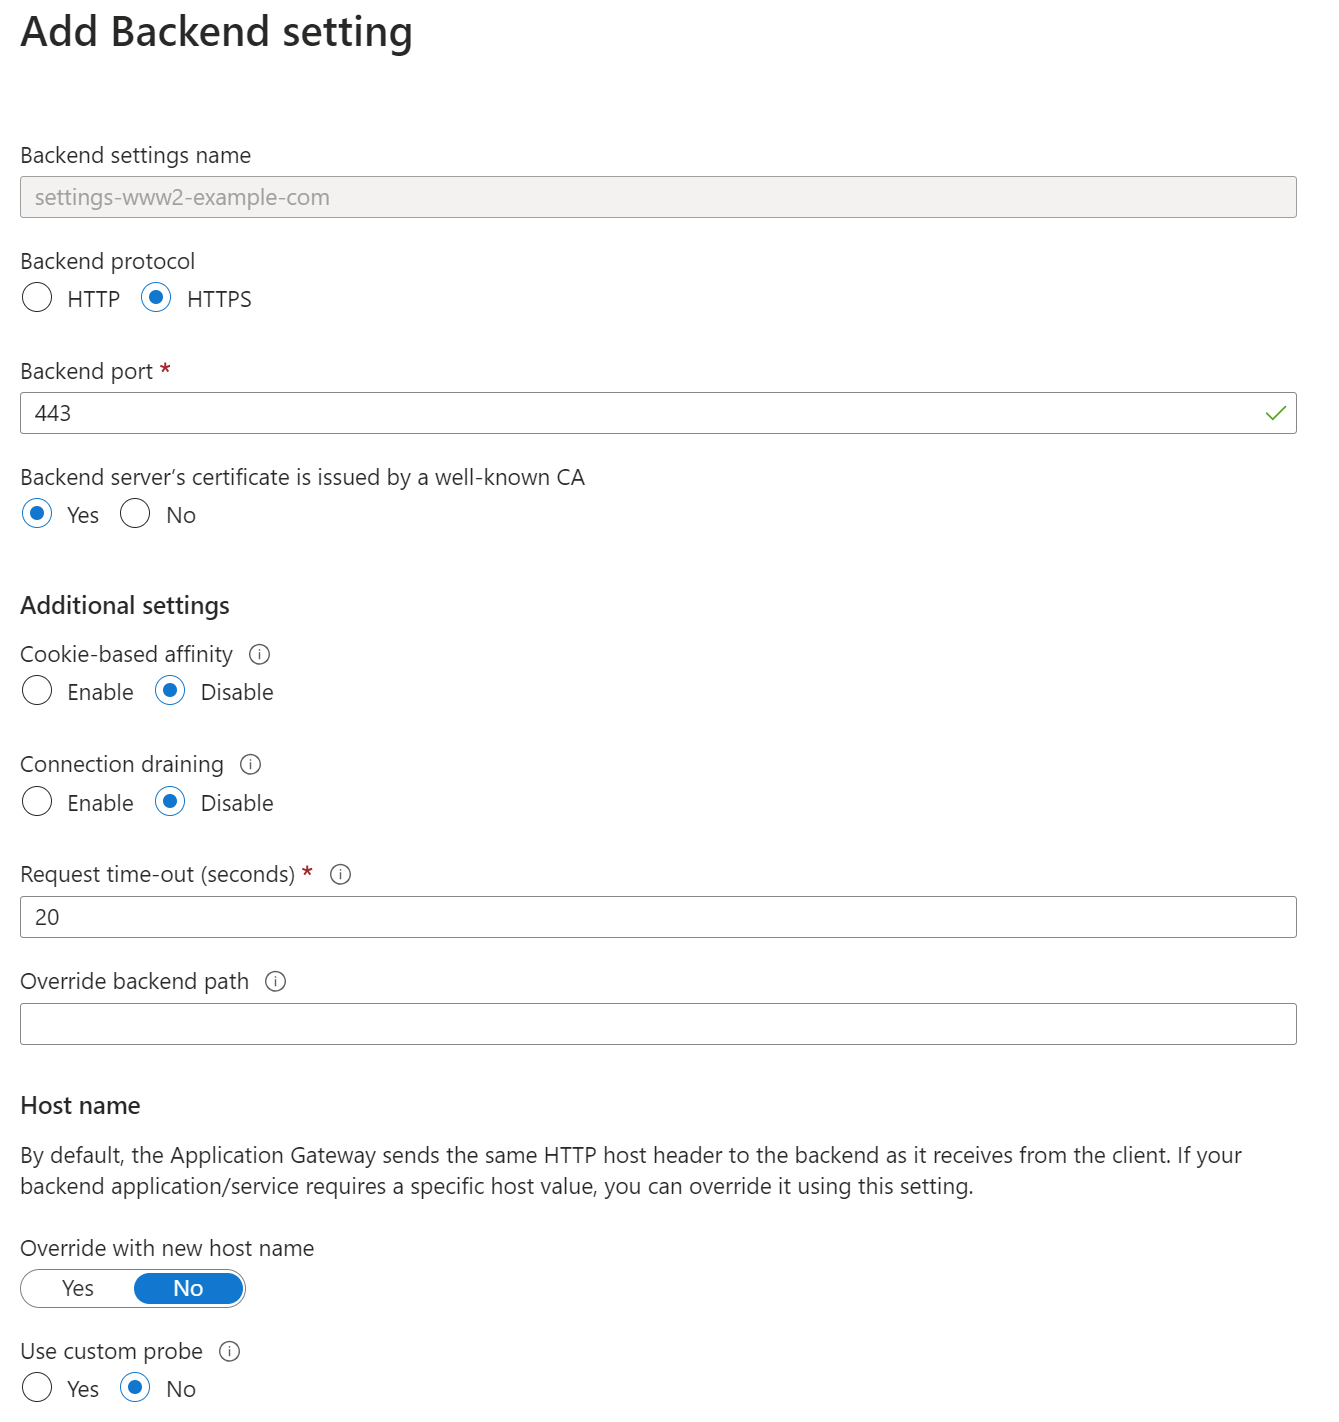 Add Backend setting
Backend settings name
settings-www2-example-com
Backend protocol
HTTP HTTPS
Backend port *
443
Backend server’s certificate is issued by a well-known CA
Yes No
Additional settings
Cookie-based affinity
Enable Disable
Connection draining
Enable Disable
Request time-out (seconds) *
20
Override backend path
Host name
By default, the Application Gateway sends the same HTTP host header to the backend as it receives from the client. If your
backend application/service requires a specific host value, you can override it using this setting.
Override with new host name
Yes No
Use custom probe
Yes No